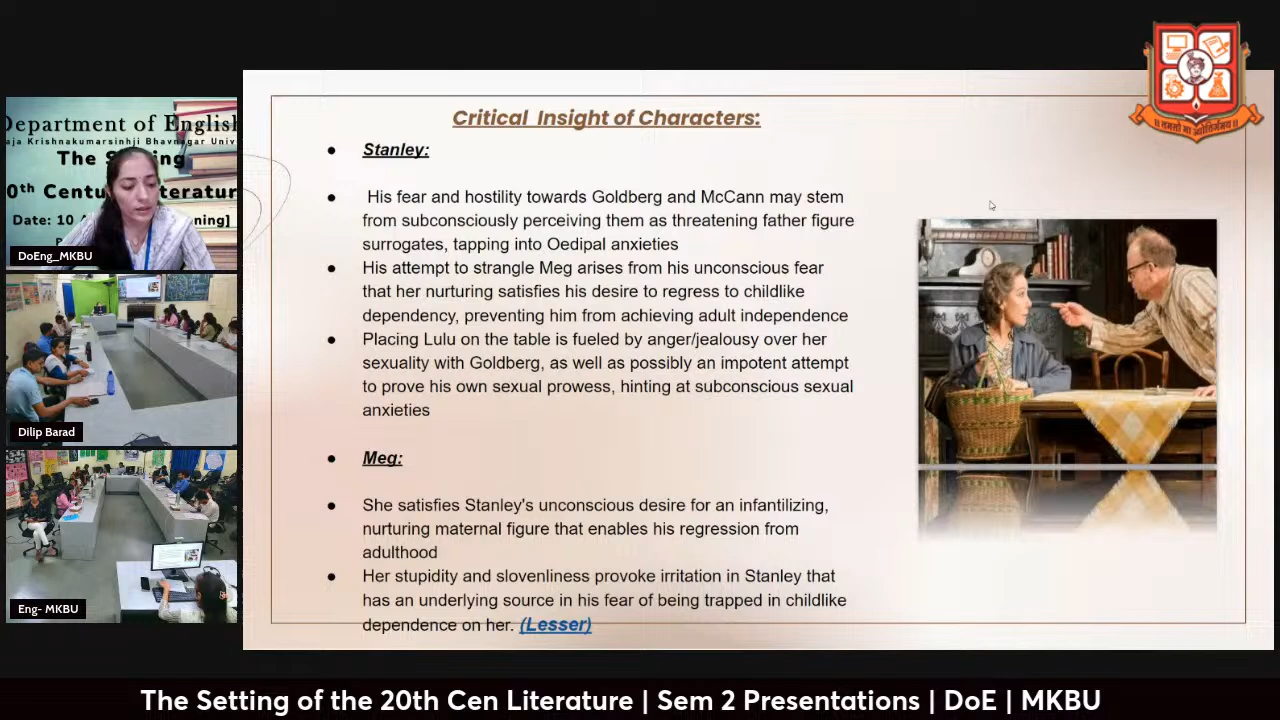 Department of English
aja Krishnakumarsinhji Bhavnagar Univ
The Setting
0th Century Literatur
Date: 10
ning]
DoEng_MKBU
Dilip Barad
Eng- MKBU
Critical Insight of Characters:
● Stanley:
● His fear and hostility towards Goldberg and McCann may stem
from subconsciously perceiving them as threatening father figure
surrogates, tapping into Oedipal anxieties
● His attempt to strangle Meg arises from his unconscious fear
that her nurturing satisfies his desire to regress to childlike
dependency, preventing him from achieving adult independence
● Placing Lulu on the table is fueled by anger/jealousy over her
sexuality with Goldberg, as well as possibly an impotent attempt
to prove his own sexual prowess, hinting at subconscious sexual
anxieties
● Meg:
● She satisfies Stanley's unconscious desire for an infantilizing,
nurturing maternal figure that enables his regression from
adulthood
● Her stupidity and slovenliness provoke irritation in Stanley that
has an underlying source in his fear of being trapped in childlike
dependence on her. (Lesser)
The Setting of the 20th Cen Literature | Sem 2 Presentations | DoE | MKBU